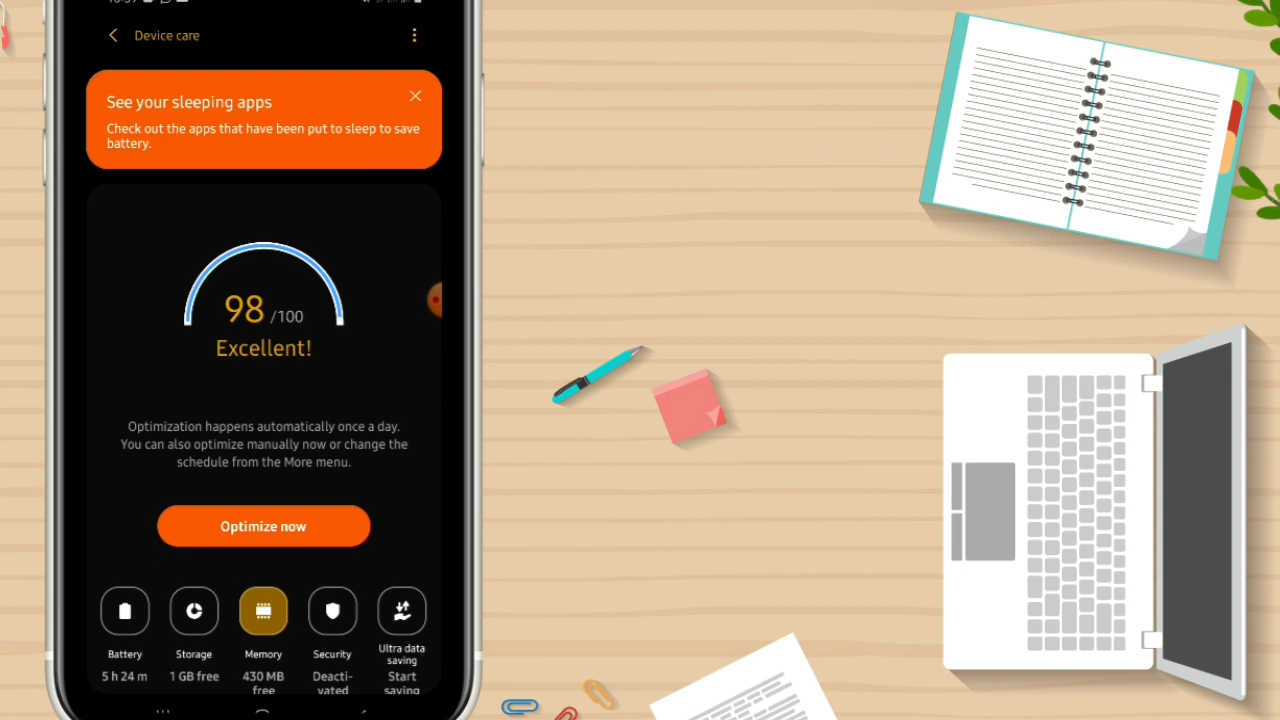 Device care
See your sleeping apps
Check out the apps that have been put to sleep to save
battery.
98 /100
Excellent!
Optimization happens automatically once a day.
You can also optimize manually now or change the
schedule from the More menu.
Optimize now
Battery
5 h 24 m
Storage
1 GB free
Memory
430 MB
free
Security
Deacti-
vated
Ultra data
saving
Start
saving